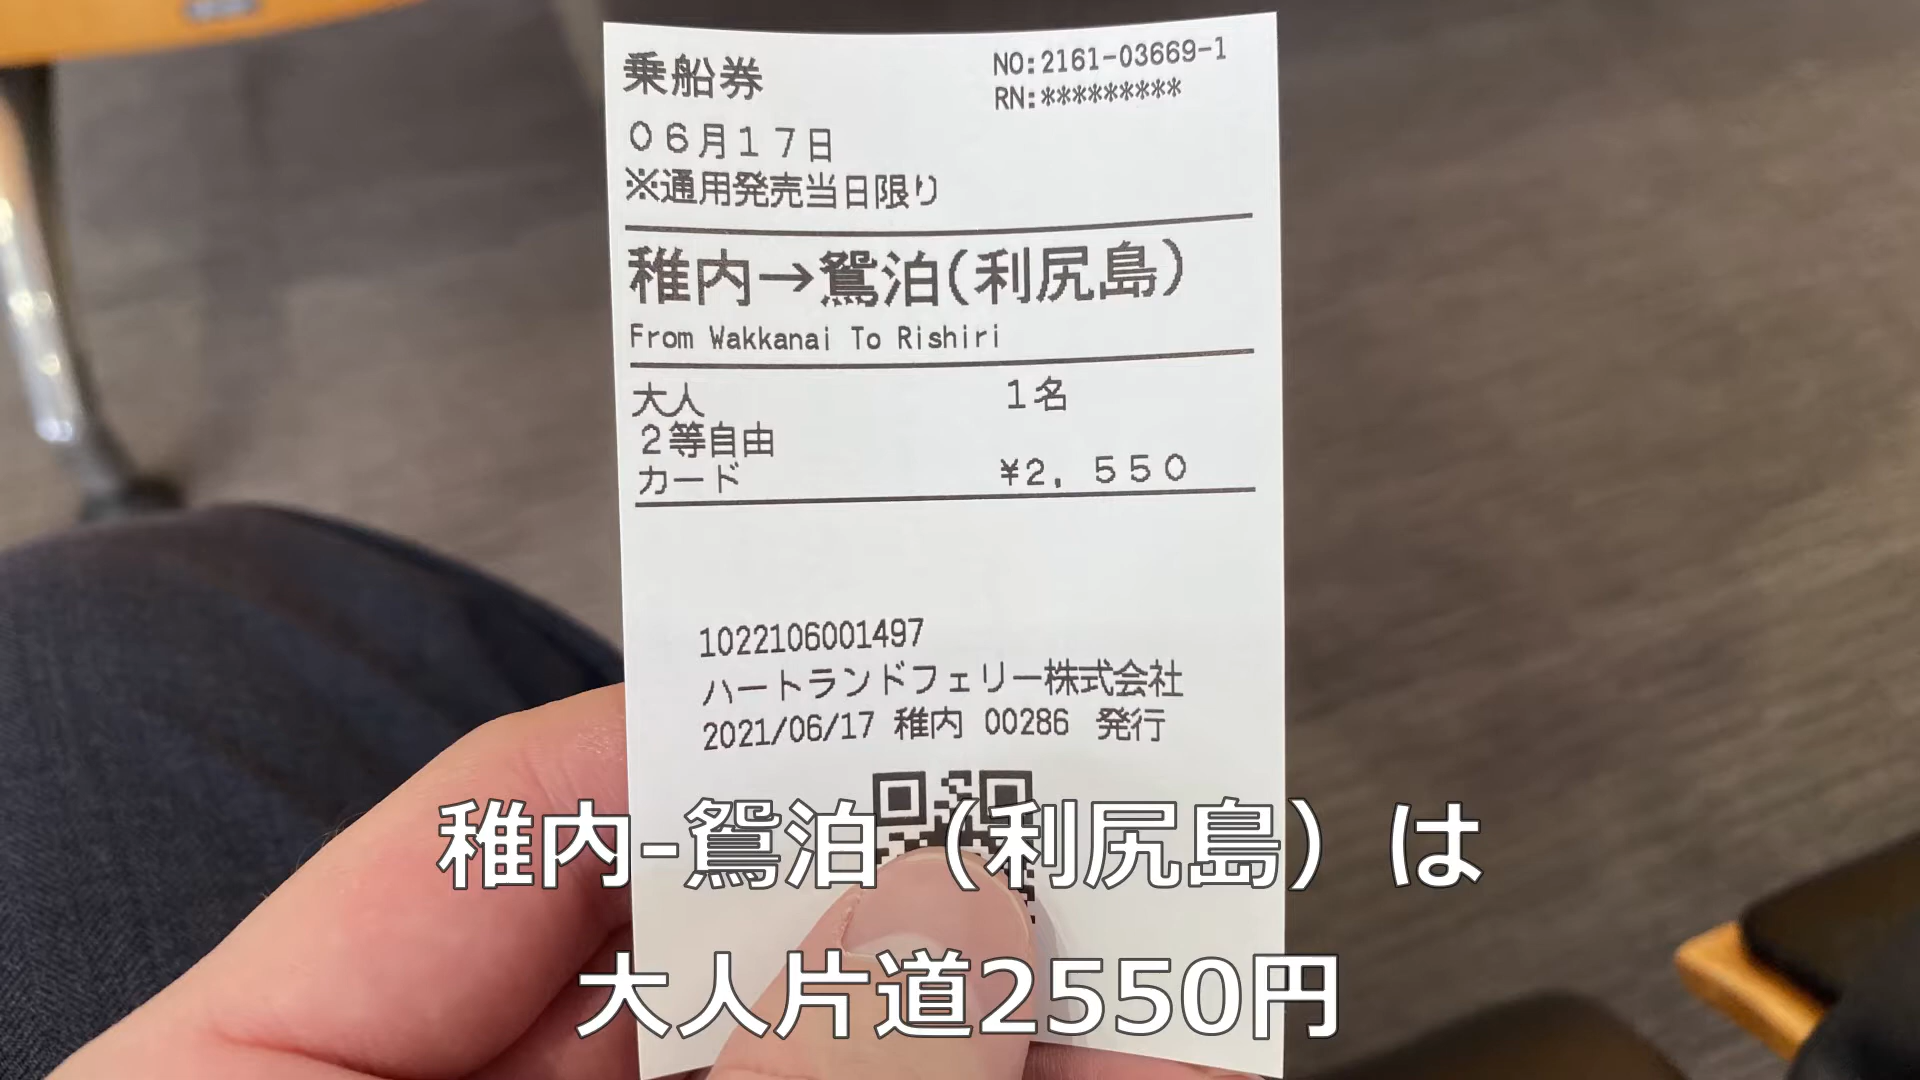 乗船券
NO:2161-03669-1
RN:*********
06月17日
※通用発売当日限り
稚内→鴛泊(利尻島)
From Wakkanai To Rishiri
大人 1名
2等自由
カード ¥2,550
1022106001497
ハートランドフェリー株式会社
2021/06/17 稚内 00286 発行
稚内-鴛泊（利尻島）は
大人片道2550円